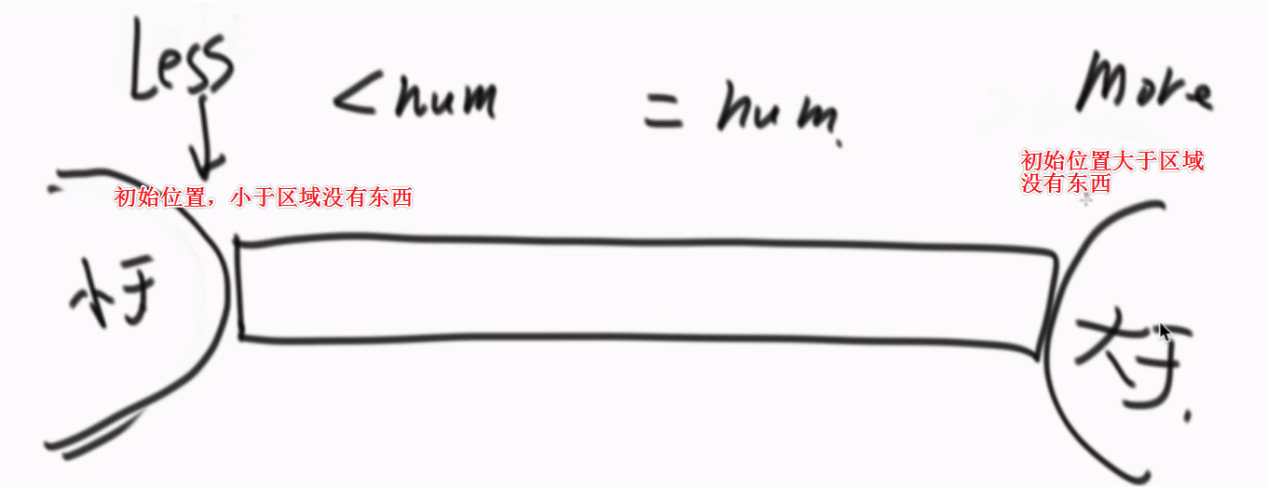 Less
< num
= num.
more
初始位置，小于区域没有东西
初始位置大于区域
没有东西
小于
大于.